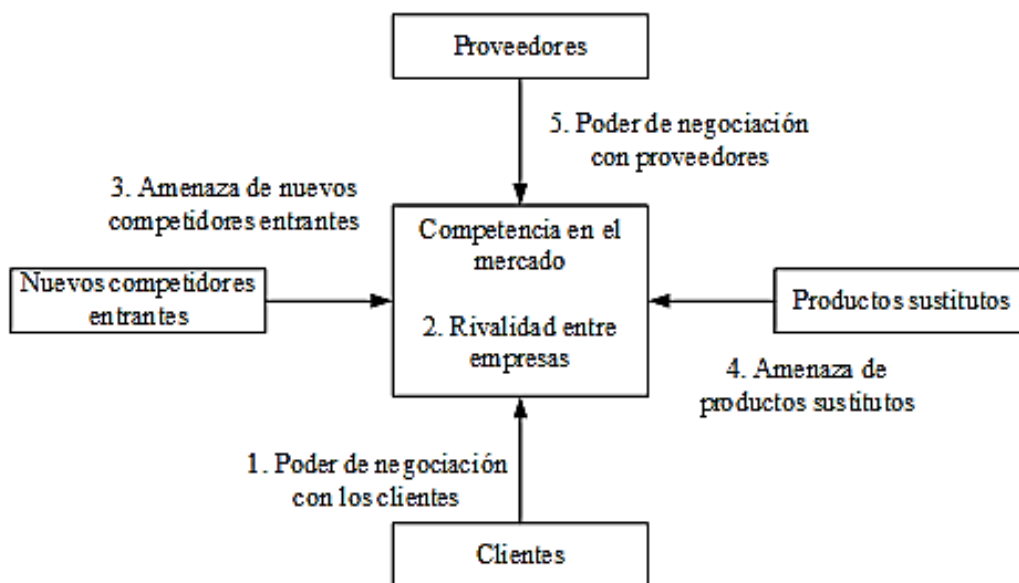 Proveedores
5. Poder de negociación
con proveedores
3. Amenaza de nuevos
competidores entrantes
Competencia en el
mercado
2. Rivalidad entre
empresas
Nuevos competidores
entrantes
Productos sustitutos
4. Amenaza de
productos sustitutos
1. Poder de negociación
con los clientes
Clientes